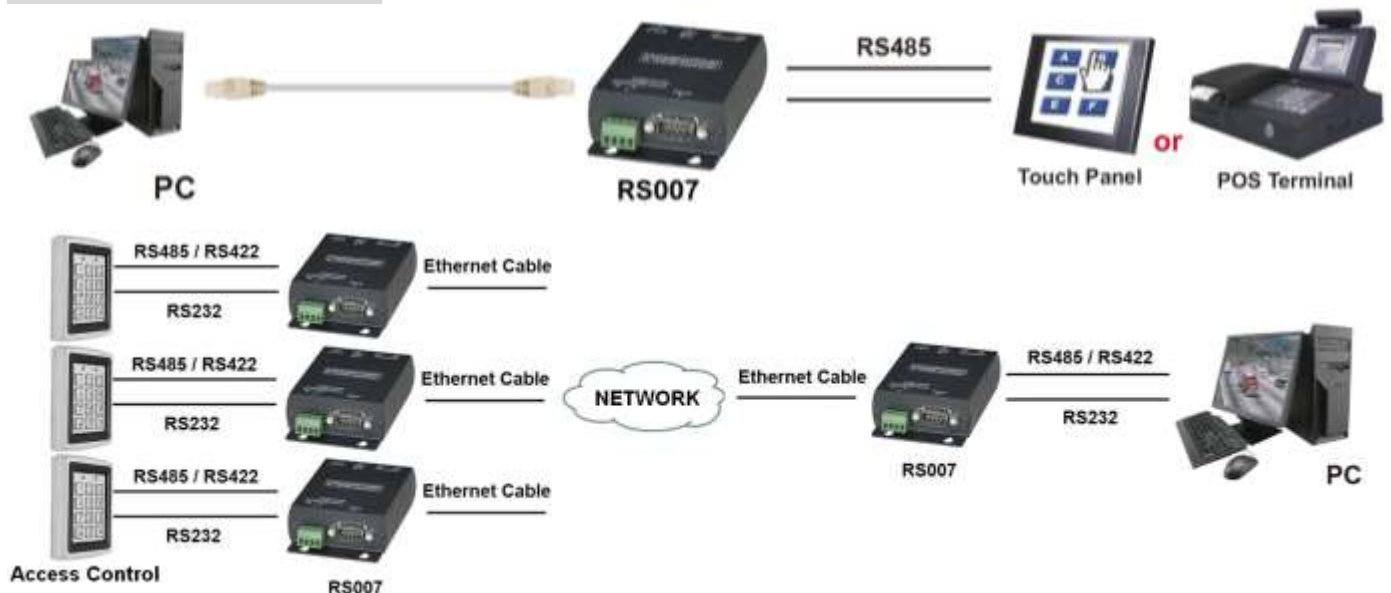 RS485
or
PC
RS007
Touch Panel
POS Terminal
RS485 / RS422
Ethernet Cable
RS232
RS485 / RS422
Ethernet Cable
RS232
NETWORK
Ethernet Cable
RS485 / RS422
RS232
RS007
PC
RS485 / RS422
Ethernet Cable
RS232
Access Control
RS007